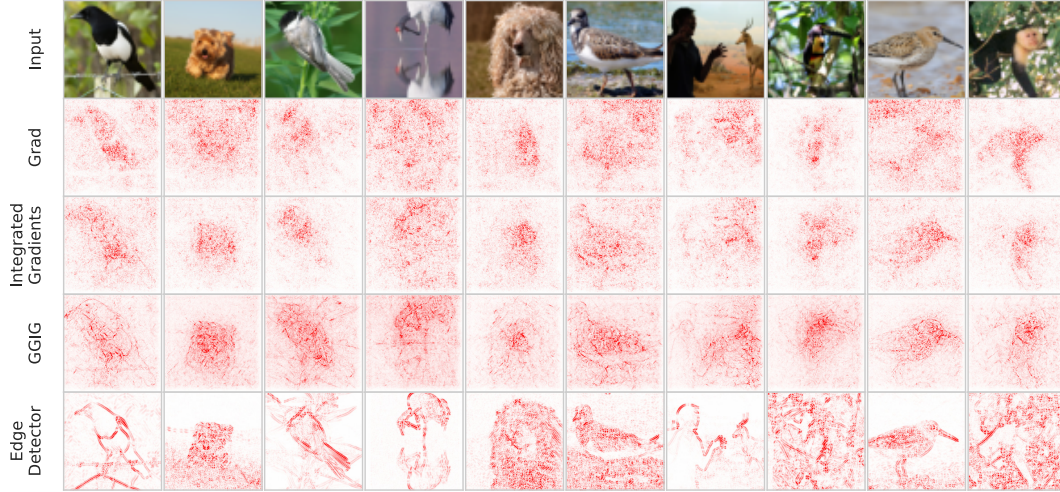 Input
Grad
Integrated
Gradients
GGIG
Edge
Detector